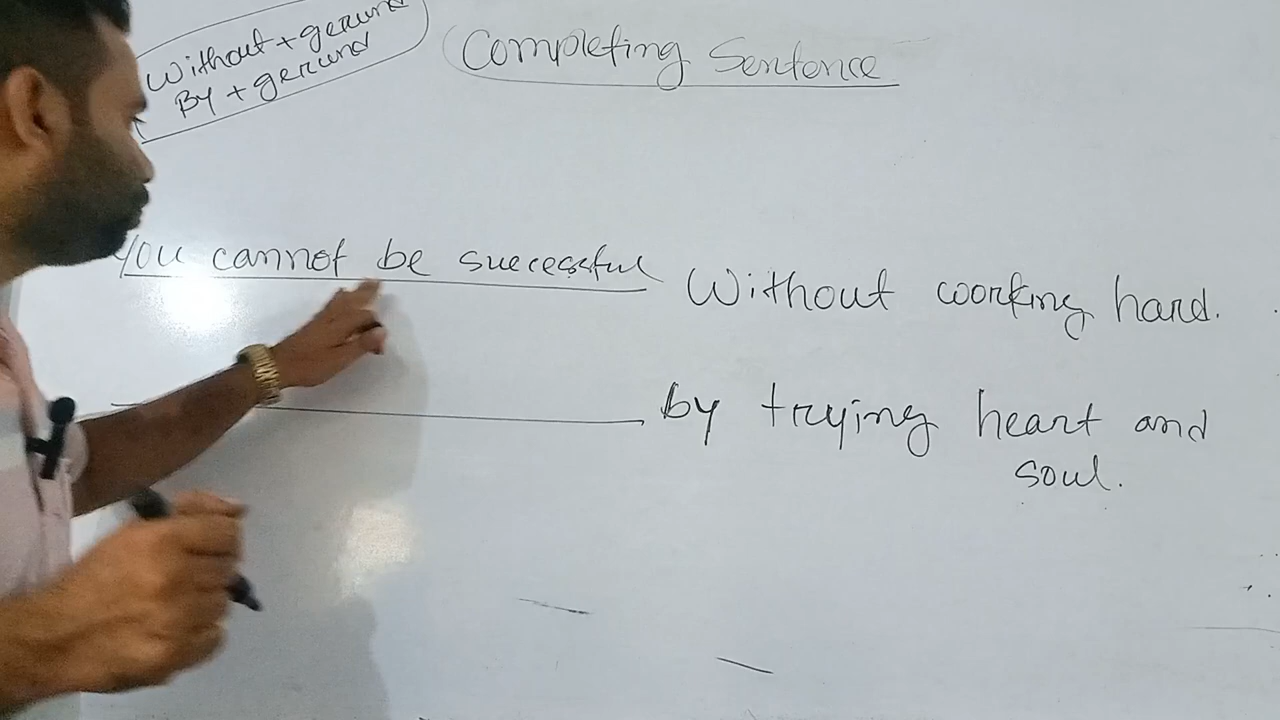 Without + gerund
By + gerund
Completing Sentence
You cannot be successful Without working hard.
by trying heart and
soul.